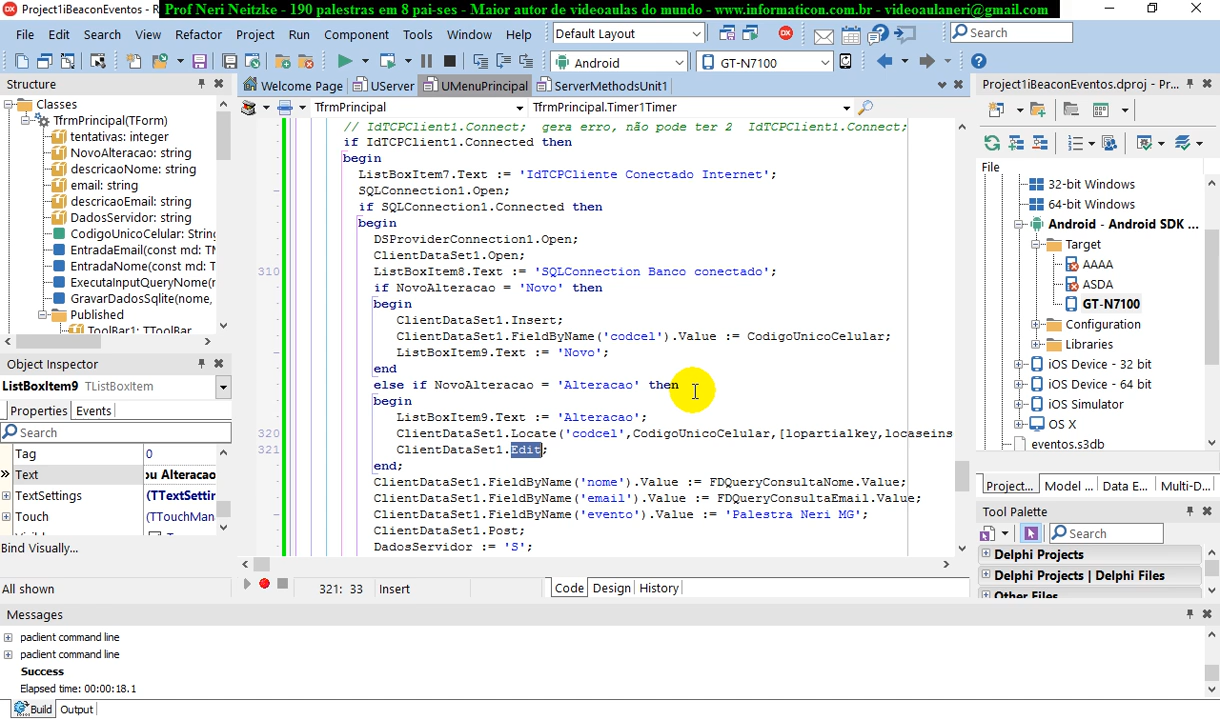 Project1iBeaconEventos - R
Prof Neri Neitzke - 190 palestras em 8 pai-ses - Maior autor de videoaulas do mundo - www.informaticon.com.br - videoaulaneri@gmail.com
File Edit Search View Refactor Project Run Component Tools Window Help
Default Layout
Search
Android
GT-N7100
Structure
Classes
TfrmPrincipal(TForm)
tentativas: integer
NovoAlteracao: string
descricaoNome: string
email: string
descricaoEmail: string
DadosServidor: string
CodigoUnicoCelular: String
EntradaEmail(const md: TM
EntradaNome(const md: T
ExecutaInputQueryNome(r
GravarDadosSqlite(nome,
Published
ToolBar1: TToolBar
Object Inspector
ListBoxItem9 TListBoxItem
Properties Events
Search
Tag 0
Text ou Alteracao
TextSettings (TTextSettir
Touch (TTouchMan
Bind Visually...
All shown
Welcome Page UServer UMenuPrincipal ServerMethodsUnit1
TfrmPrincipal TfrmPrincipal.Timer1Timer
// IdTCPClient1.Connect; gera erro, não pode ter 2 IdTCPClient1.Connect;
if IdTCPClient1.Connected then
begin
ListBoxItem7.Text := 'IdTCPCliente Conectado Internet';
SQLConnection1.Open;
if SQLConnection1.Connected then
begin
DSProviderConnection1.Open;
ClientDataSet1.Open;
310 ListBoxItem8.Text := 'SQLConnection Banco conectado';
if NovoAlteracao = 'Novo' then
begin
ClientDataSet1.Insert;
ClientDataSet1.FieldByName('codcel').Value := CodigoUnicoCelular;
ListBoxItem9.Text := 'Novo';
end
else if NovoAlteracao = 'Alteracao' then
begin
ListBoxItem9.Text := 'Alteracao';
320 ClientDataSet1.Locate('codcel',CodigoUnicoCelular,[lopartialkey,locaseins
321 ClientDataSet1.Edit;
end;
ClientDataSet1.FieldByName('nome').Value := FDQueryConsultaNome.Value;
ClientDataSet1.FieldByName('email').Value := FDQueryConsultaEmail.Value;
ClientDataSet1.FieldByName('evento').Value := 'Palestra Neri MG';
ClientDataSet1.Post;
DadosServidor := 'S';
321: 33 Insert
Code Design History
Project1iBeaconEventos.dproj - Pr...
File
32-bit Windows
64-bit Windows
Android - Android SDK ...
Target
AAAA
ASDA
GT-N7100
Configuration
Libraries
iOS Device - 32 bit
iOS Device - 64 bit
iOS Simulator
OS X
eventos.s3db
Project... Model ... Data E... Multi-D...
Tool Palette
Search
Delphi Projects
Delphi Projects | Delphi Files
Other Files
Messages
paclient command line
paclient command line
Success
Elapsed time: 00:00:18.1
Build Output